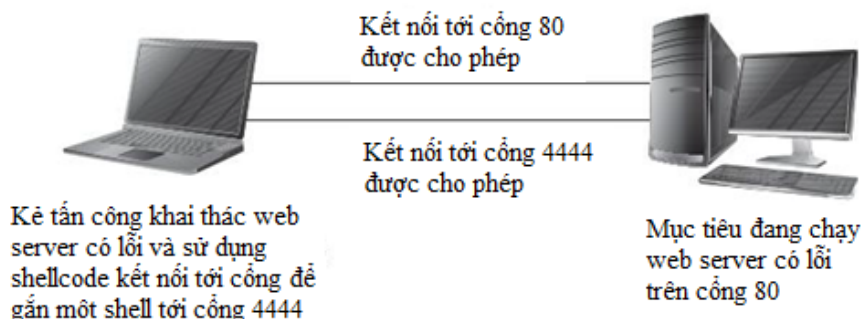 Kết nối tới cổng 80
được cho phép
Kết nối tới cổng 4444
được cho phép
Kẻ tấn công khai thác web
server có lỗi và sử dụng
shellcode kết nối tới cổng để
gắn một shell tới cổng 4444
Mục tiêu đang chạy
web server có lỗi
trên cổng 80